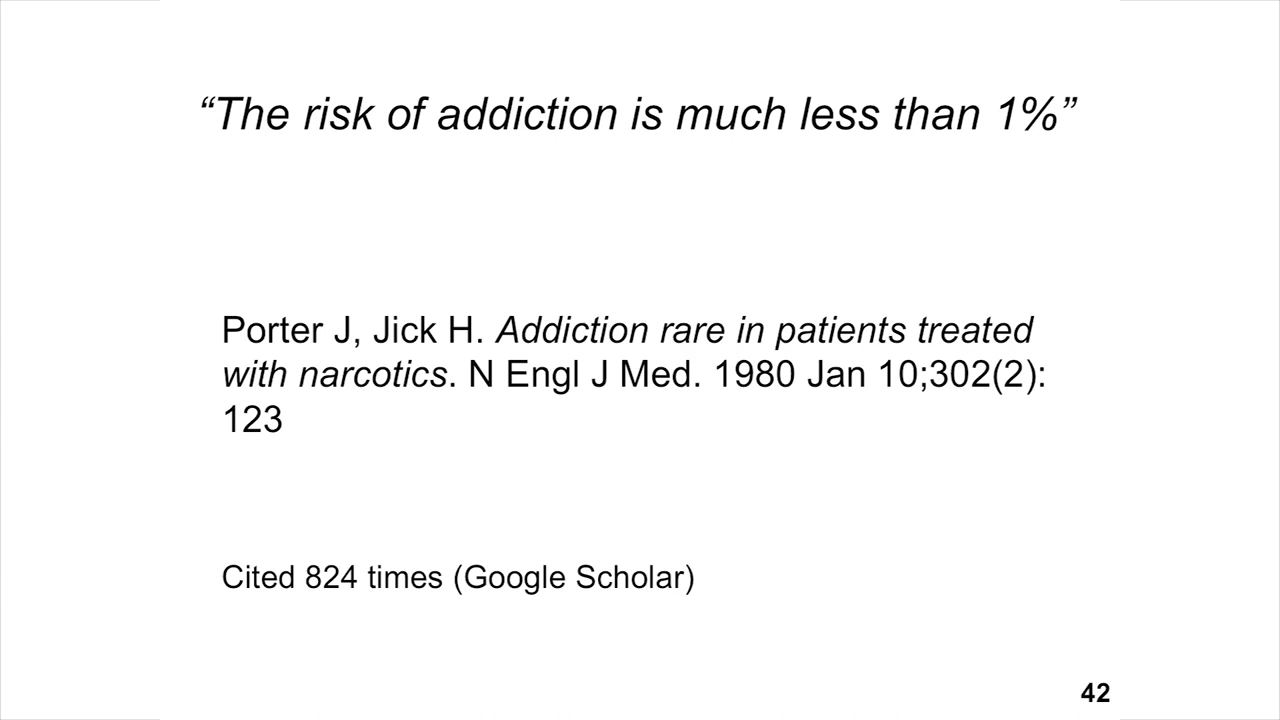 “The risk of addiction is much less than 1%”
Porter J, Jick H. Addiction rare in patients treated
with narcotics. N Engl J Med. 1980 Jan 10;302(2):
123
Cited 824 times (Google Scholar)
42